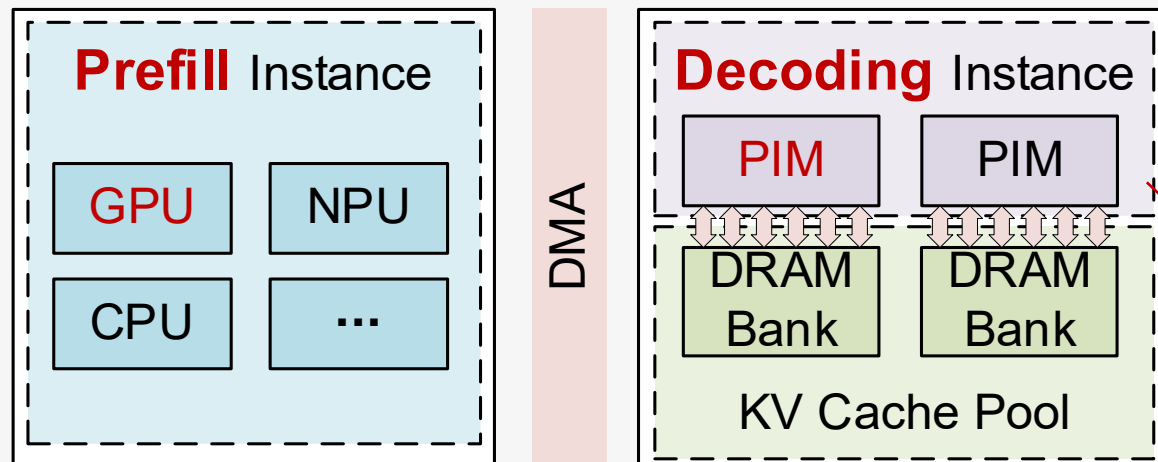 Prefill Instance
GPU
NPU
CPU
...
DMA
Decoding Instance
PIM
PIM
DRAM
Bank
DRAM
Bank
KV Cache Pool